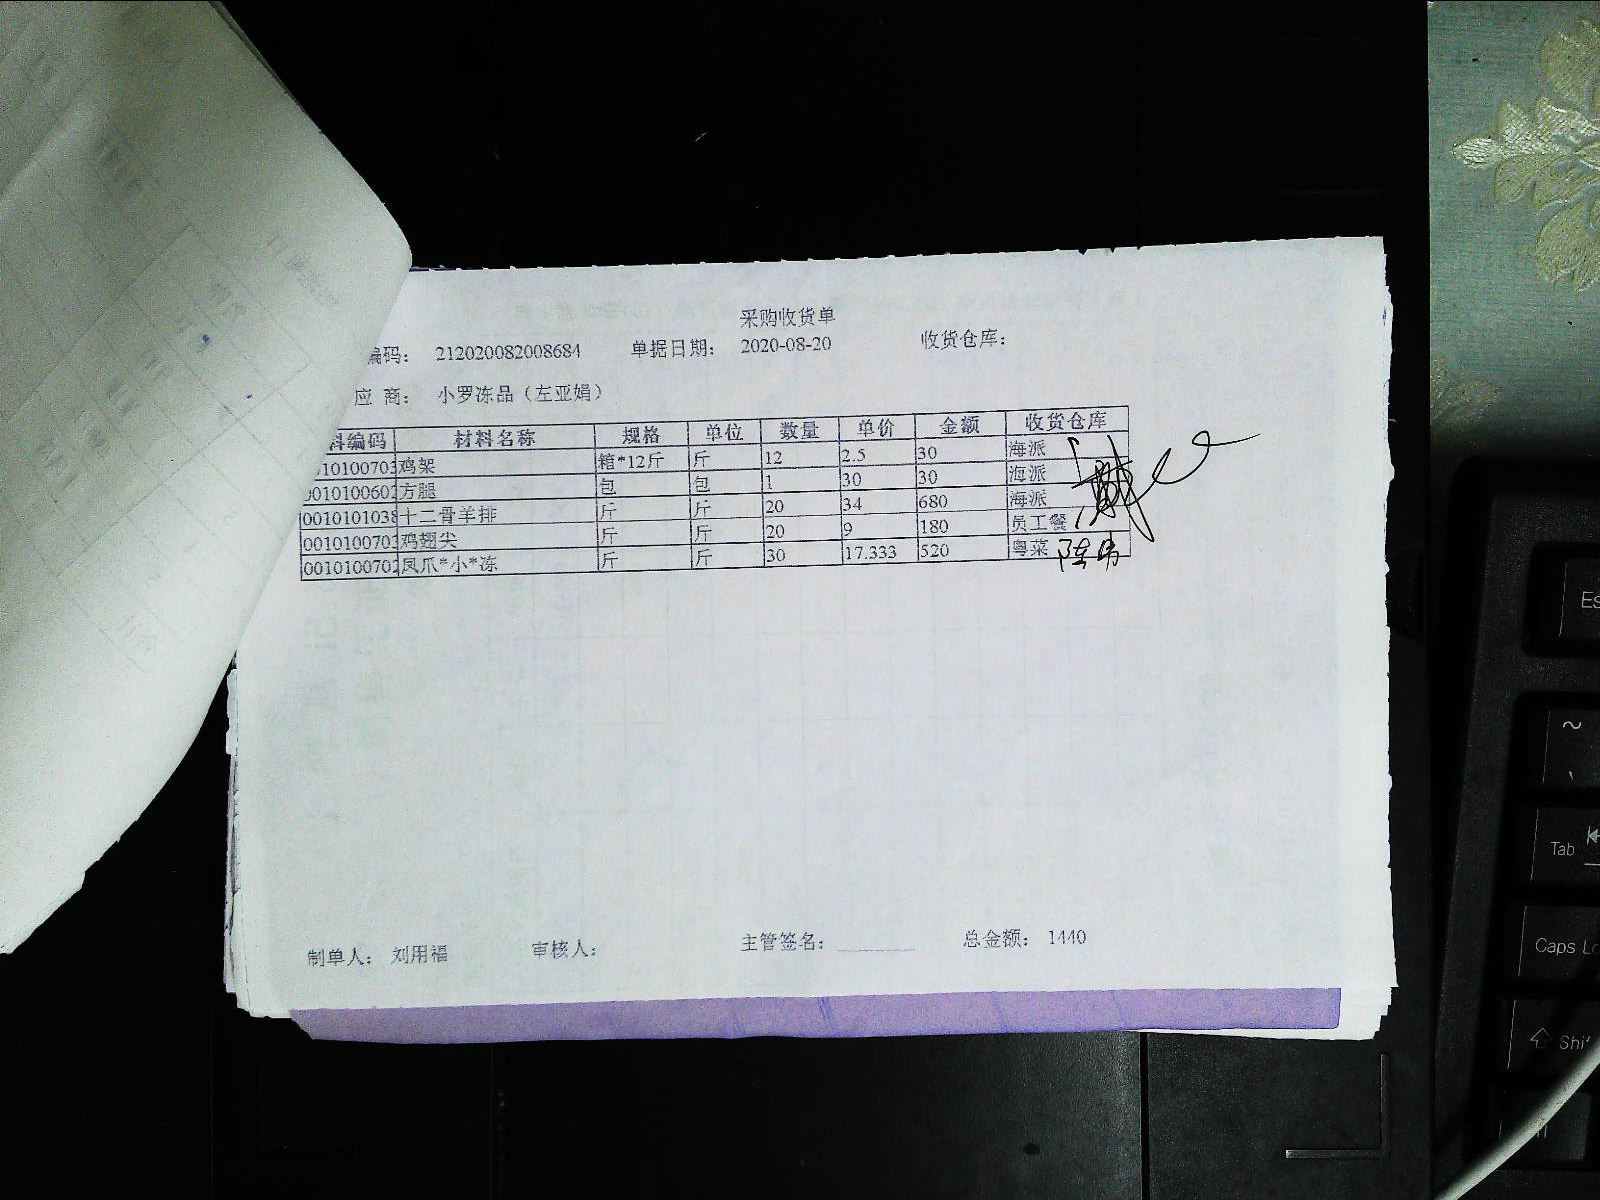 采购收货单
编码： 212020082008684 单据日期： 2020-08-20 收货仓库：
应 商： 小罗冻品（左亚娟）
料编码 材料名称 规格 单位 数量 单价 金额 收货仓库
010100703 鸡架 箱*12斤 斤 12 2.5 30 海派
0010100602 方腿 包 包 1 30 30 海派
0010101038 十二骨羊排 斤 斤 20 34 680 海派
0010100703 鸡翅尖 斤 斤 20 9 180 员工餐
0010100702 凤爪*小*冻 斤 斤 30 17.333 520 粤菜
制单人： 刘用福 审核人： 主管签名： 总金额： 1440
Tab
Caps Lo
Shi
Es